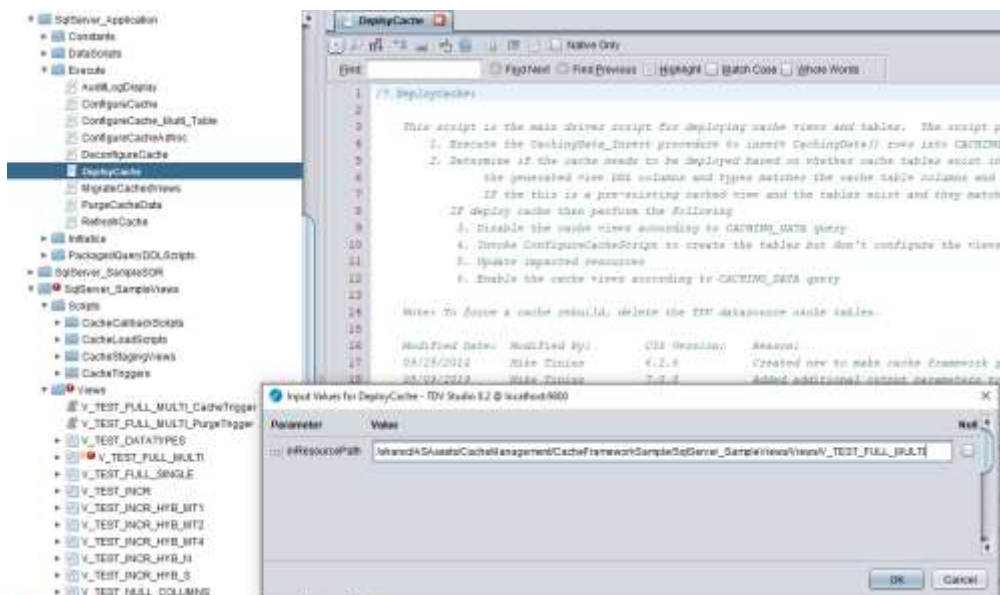 SqlServer_Application
Constants
DataScripts
Execute
AuditLogDisplay
ConfigureCache
ConfigureCache_Multi_Table
ConfigureCacheAdhoc
DeconfigureCache
DeployCache
MigrateCachedViews
PurgeCacheData
RefreshCache
Initialize
PackagedQueryDDLScripts
SqlServer_SampleSOR
SqlServer_SampleViews
Scripts
CacheCallbackScripts
CacheLoadScripts
CacheStagingViews
CacheTriggers
Views
V_TEST_FULL_MULTI_CacheTrigger
V_TEST_FULL_MULTI_PurgeTrigger
V_TEST_DATATYPES
V_TEST_FULL_MULTI
V_TEST_FULL_SINGLE
V_TEST_INCR
V_TEST_INCR_HYB_MT1
V_TEST_INCR_HYB_MT2
V_TEST_INCR_HYB_MT4
V_TEST_INCR_HYB_N
V_TEST_INCR_HYB_S
V_TEST_NULL_COLUMNS
DeployCache
Native Only
Find: Find Next Find Previous Highlight Match Case Whole Words
1 /* DeployCache:
2
3 This script is the main driver script for deploying cache views and tables. The script
4 1. Execute the CachingData_Insert procedure to insert CachingData() rows into CACHING
5 2. Determine if the cache needs to be deployed based on whether cache tables exist
6 the generated view DDL columns and types matches the cache table columns and
7 If the this is a pre-existing cached view and the tables exist and they match
8 If deploy cache then perform the following
9 3. Disable the cache views according to CACHING_DATA query
10 4. Invoke ConfigureCacheScript to create the tables but don't configure the views
11 5. Update impacted resources
12 6. Enable the cache views according to CACHING_DATA query
13
14 Note: To force a cache rebuild, delete the TDV datasource cache tables.
15
16 Modified Date: Modified By: CIS Version: Reason:
17 Mike Tinius 6.2.6 Created new to make cache framework
18 Mike Tinius Added additional output parameters
Input Values for DeployCache - TDV Studio 8.2 @ localhost:9800
Parameter Value Null
inResourcePath /shared/ASAssets/CacheManagement/CacheFrameworkSample/SqlServer_SampleViews/Views/V_TEST_FULL_MULTI
OK Cancel